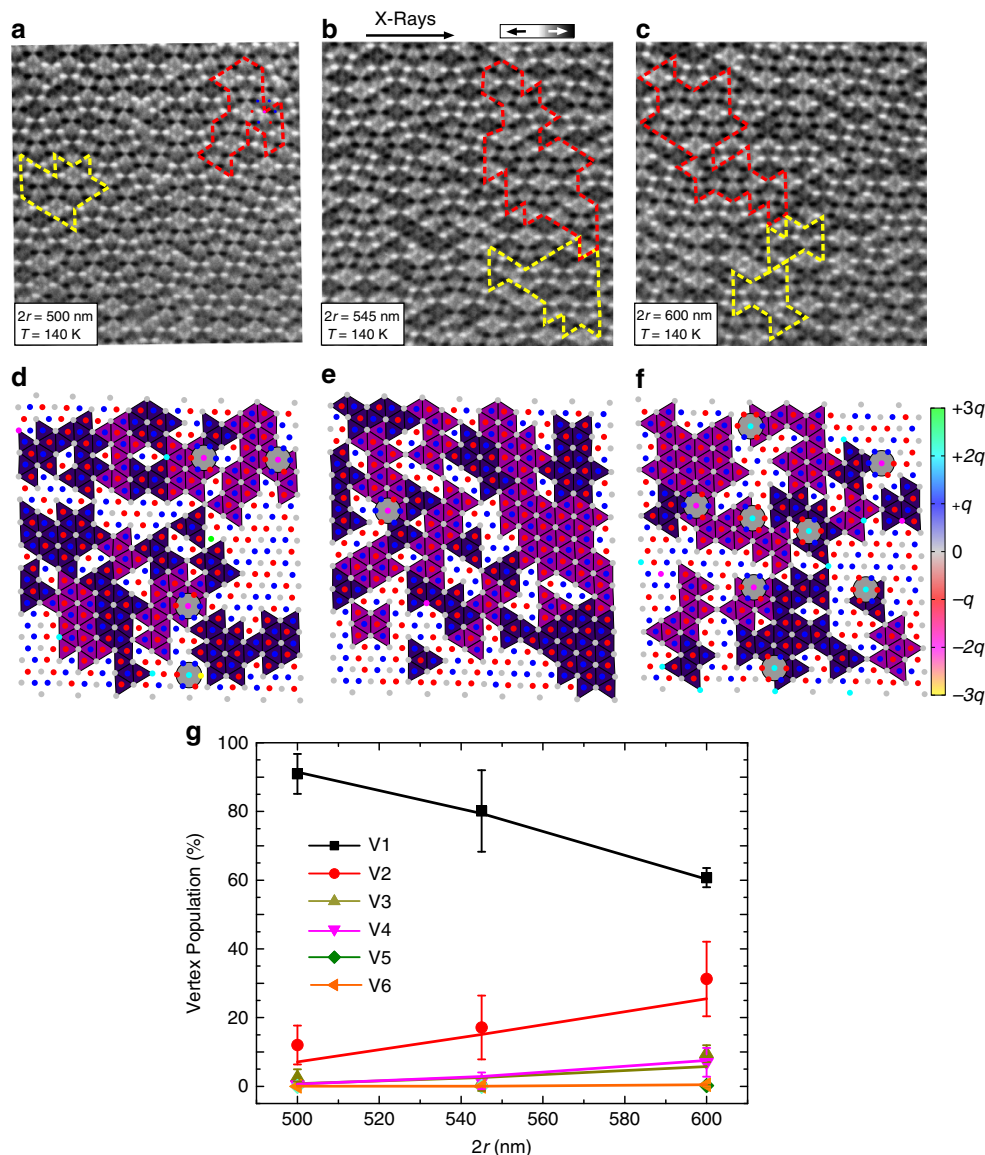 a
b
X-Rays
c
2r = 500 nm
T = 140 K
2r = 545 nm
T = 140 K
2r = 600 nm
T = 140 K
d
e
f
+3q
+2q
+q
0
−q
−2q
−3q
g
100
80
60
40
20
0
Vertex Population (%)
V1
V2
V3
V4
V5
V6
500
520
540
560
580
600
2r (nm)